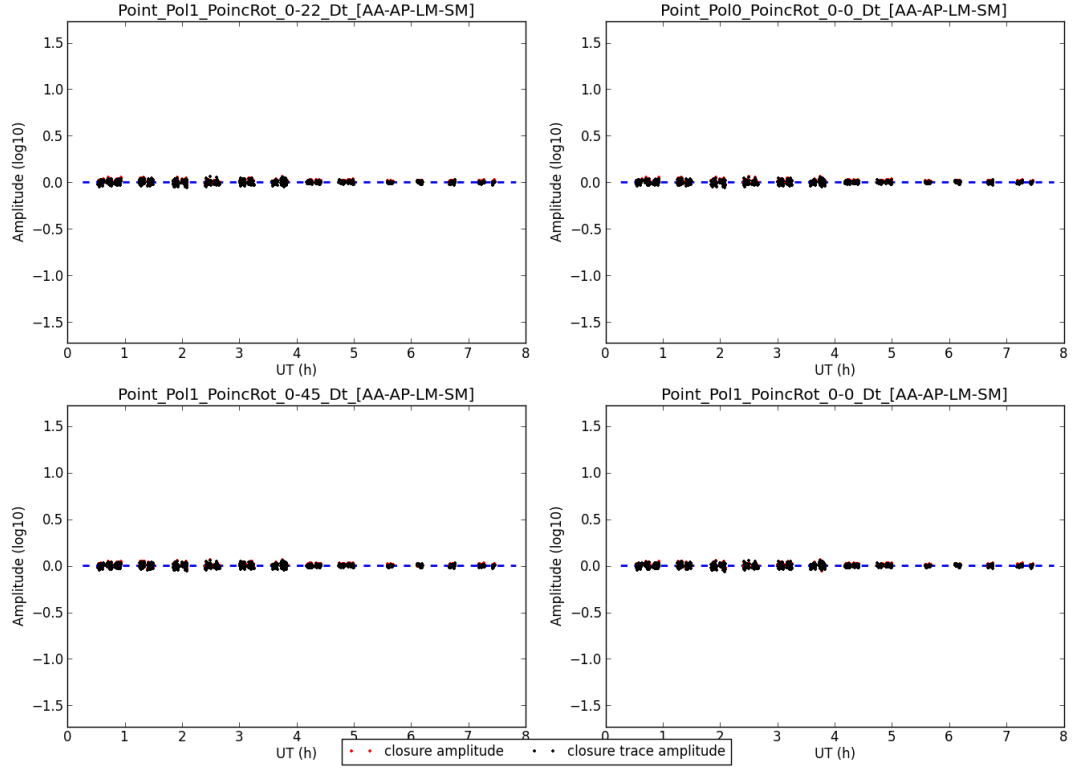 Point_Pol1_PoincRot_0-22_Dt_[AA-AP-LM-SM]
1.5
1.0
0.5
0.0
−0.5
−1.0
−1.5
Amplitude (log10)
0 1 2 3 4 5 6 7 8
UT (h)
Point_Pol0_PoincRot_0-0_Dt_[AA-AP-LM-SM]
1.5
1.0
0.5
0.0
−0.5
−1.0
−1.5
Amplitude (log10)
0 1 2 3 4 5 6 7 8
UT (h)
Point_Pol1_PoincRot_0-45_Dt_[AA-AP-LM-SM]
1.5
1.0
0.5
0.0
−0.5
−1.0
−1.5
Amplitude (log10)
0 1 2 3 4 5 6 7 8
UT (h)
Point_Pol1_PoincRot_0-0_Dt_[AA-AP-LM-SM]
1.5
1.0
0.5
0.0
−0.5
−1.0
−1.5
Amplitude (log10)
0 1 2 3 4 5 6 7 8
UT (h)
closure amplitude closure trace amplitude